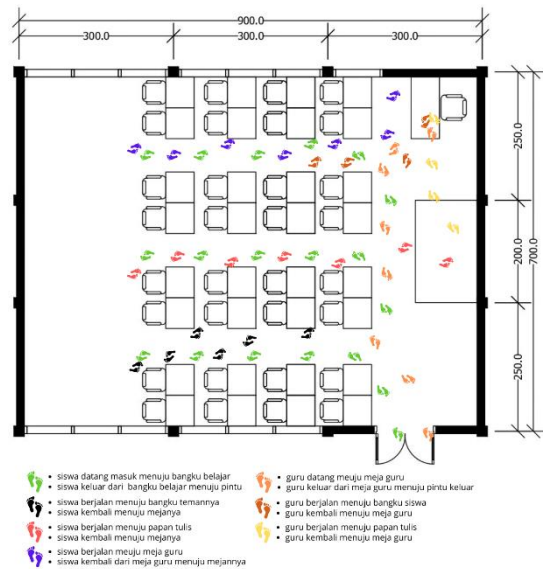 900.0
300.0
300.0
300.0
250.0
200.0
700.0
250.0
• siswa datang masuk menuju bangku belajar
• siswa keluar dari bangku belajar menuju pintu
• siswa berjalan menuju bangku temannya
• siswa kembali menuju mejanya
• siswa berjalan menuju papan tulis
• siswa kembali menuju mejanya
• siswa berjalan meuju meja guru
• siswa kembali dari meja guru menuju mejannya
• guru datang meuju meja guru
• guru keluar dari meja guru menuju pintu keluar
• guru berjalan menuju bangku siswa
• guru kembali menuju meja guru
• guru berjalan menuju papan tulis
• guru kembali menuju meja guru